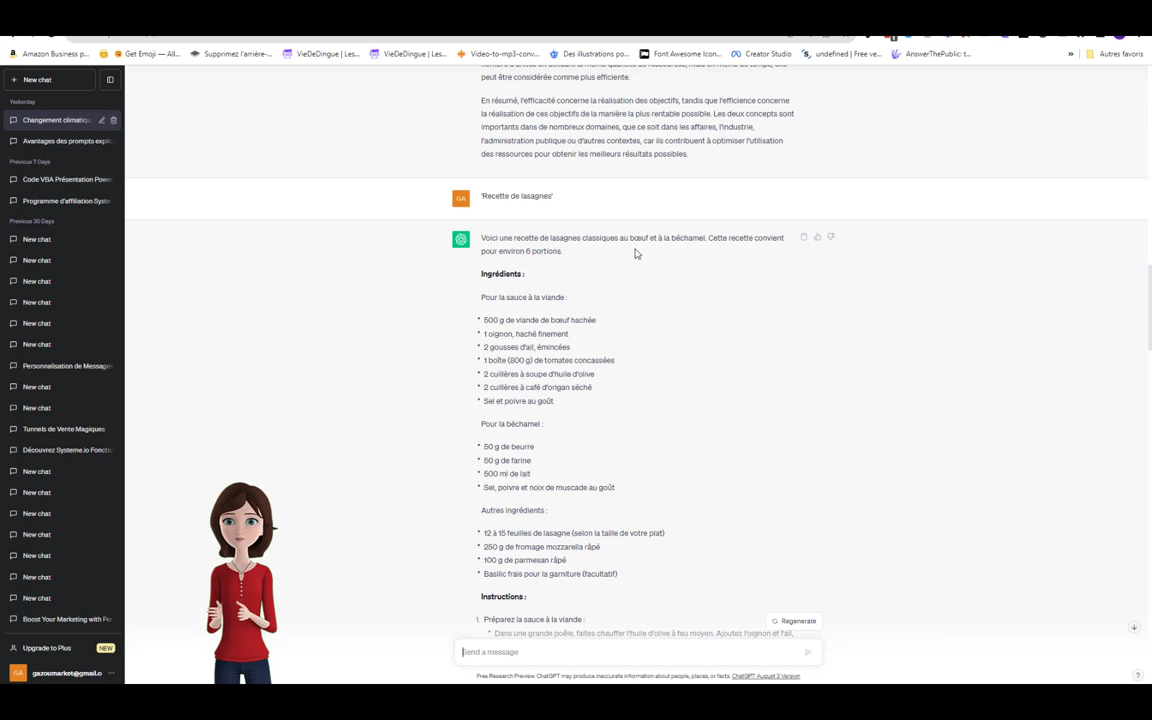 Amazon Business p...
Get Emoji — All...
Supprimez l'arrière-...
VieDeDingue | Les...
VieDeDingue | Les...
Video-to-mp3-conv...
Des illustrations po...
Font Awesome Icon...
Creator Studio
undefined | Free ve...
AnswerThePublic: t...
»
Autres favoris
+ New chat
Yesterday
Changement climatiqu
Avantages des prompts expli
Previous 7 Days
Code VBA Présentation Powe
Programme d'affiliation Syste
Previous 30 Days
New chat
New chat
New chat
New chat
New chat
New chat
Personnalisation de Message
New chat
New chat
Tunnels de Vente Magiques
Découvrez Systeme.io Fonctio
New chat
New chat
New chat
New chat
New chat
New chat
New chat
Boost Your Marketing with Pe
Upgrade to Plus NEW
GA gazoumarket@gmail.o ...
peut être considérée comme plus efficiente.
En résumé, l'efficacité concerne la réalisation des objectifs, tandis que l'efficience concerne
la réalisation de ces objectifs de la manière la plus rentable possible. Les deux concepts sont
importants dans de nombreux domaines, que ce soit dans les affaires, l'industrie,
l'administration publique ou d'autres contextes, car ils contribuent à optimiser l'utilisation
des ressources pour obtenir les meilleurs résultats possibles.
GA 'Recette de lasagnes'
Voici une recette de lasagnes classiques au bœuf et à la béchamel. Cette recette convient
pour environ 6 portions.
Ingrédients :
Pour la sauce à la viande :
• 500 g de viande de bœuf hachée
• 1 oignon, haché finement
• 2 gousses d'ail, émincées
• 1 boîte (800 g) de tomates concassées
• 2 cuillères à soupe d'huile d'olive
• 2 cuillères à café d'origan séché
• Sel et poivre au goût
Pour la béchamel :
• 50 g de beurre
• 50 g de farine
• 500 ml de lait
• Sel, poivre et noix de muscade au goût
Autres ingrédients :
• 12 à 15 feuilles de lasagne (selon la taille de votre plat)
• 250 g de fromage mozzarella râpé
• 100 g de parmesan râpé
• Basilic frais pour la garniture (facultatif)
Instructions :
1. Préparez la sauce à la viande :
• Dans une grande poêle, faites chauffer l'huile d'olive à feu moyen. Ajoutez l'oignon et l'ail,
Regenerate
Send a message
Free Research Preview. ChatGPT may produce inaccurate information about people, places, or facts. ChatGPT August 3 Version
?